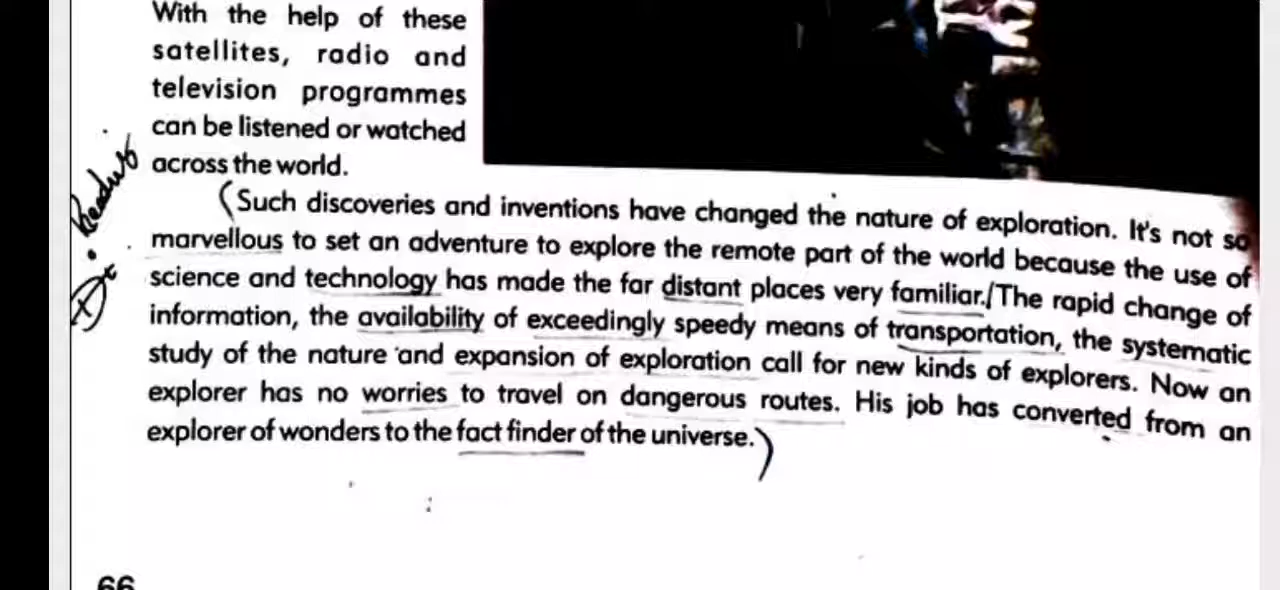 With the help of these
satellites, radio and
television programmes
can be listened or watched
across the world.
(Such discoveries and inventions have changed the nature of exploration. It's not so
marvellous to set an adventure to explore the remote part of the world because the use of
science and technology has made the far distant places very familiar./The rapid change of
information, the availability of exceedingly speedy means of transportation, the systematic
study of the nature and expansion of exploration call for new kinds of explorers. Now an
explorer has no worries to travel on dangerous routes. His job has converted from an
explorer of wonders to the fact finder of the universe.)
66